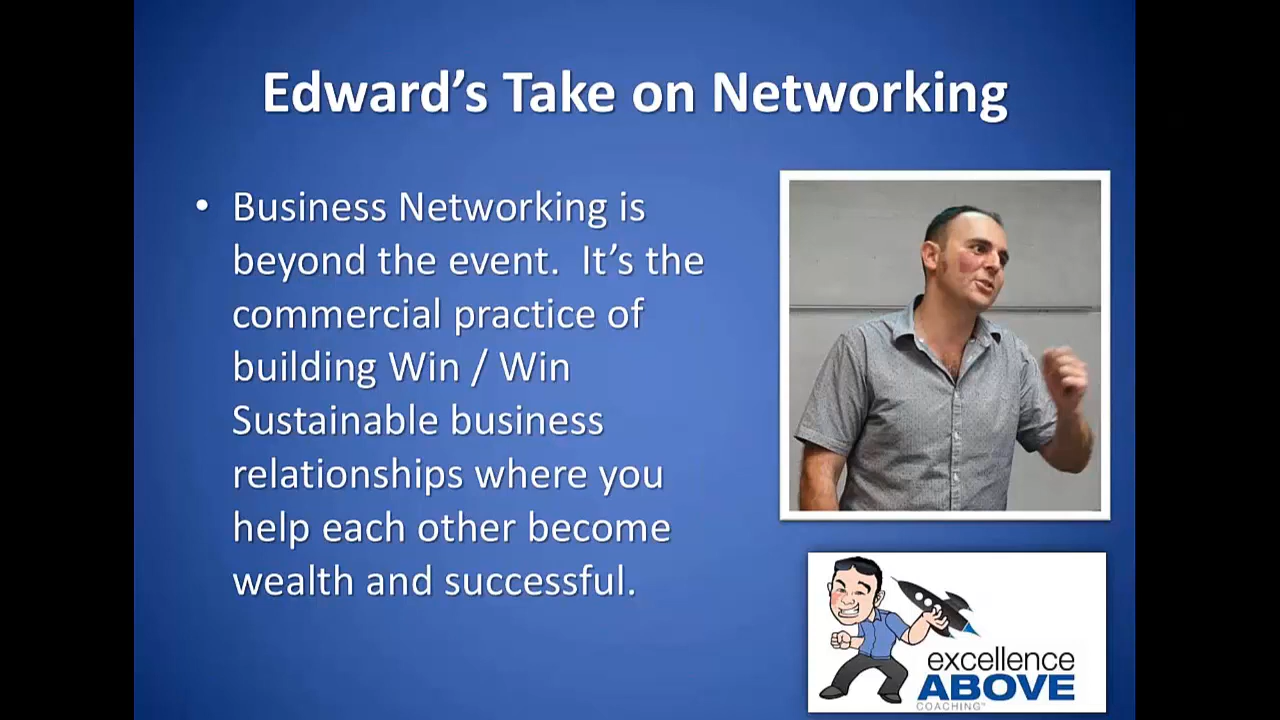 Edward's Take on Networking
• Business Networking is
beyond the event.  It's the
commercial practice of
building Win / Win
Sustainable business
relationships where you
help each other become
wealth and successful.
excellence
ABOVE
COACHING™